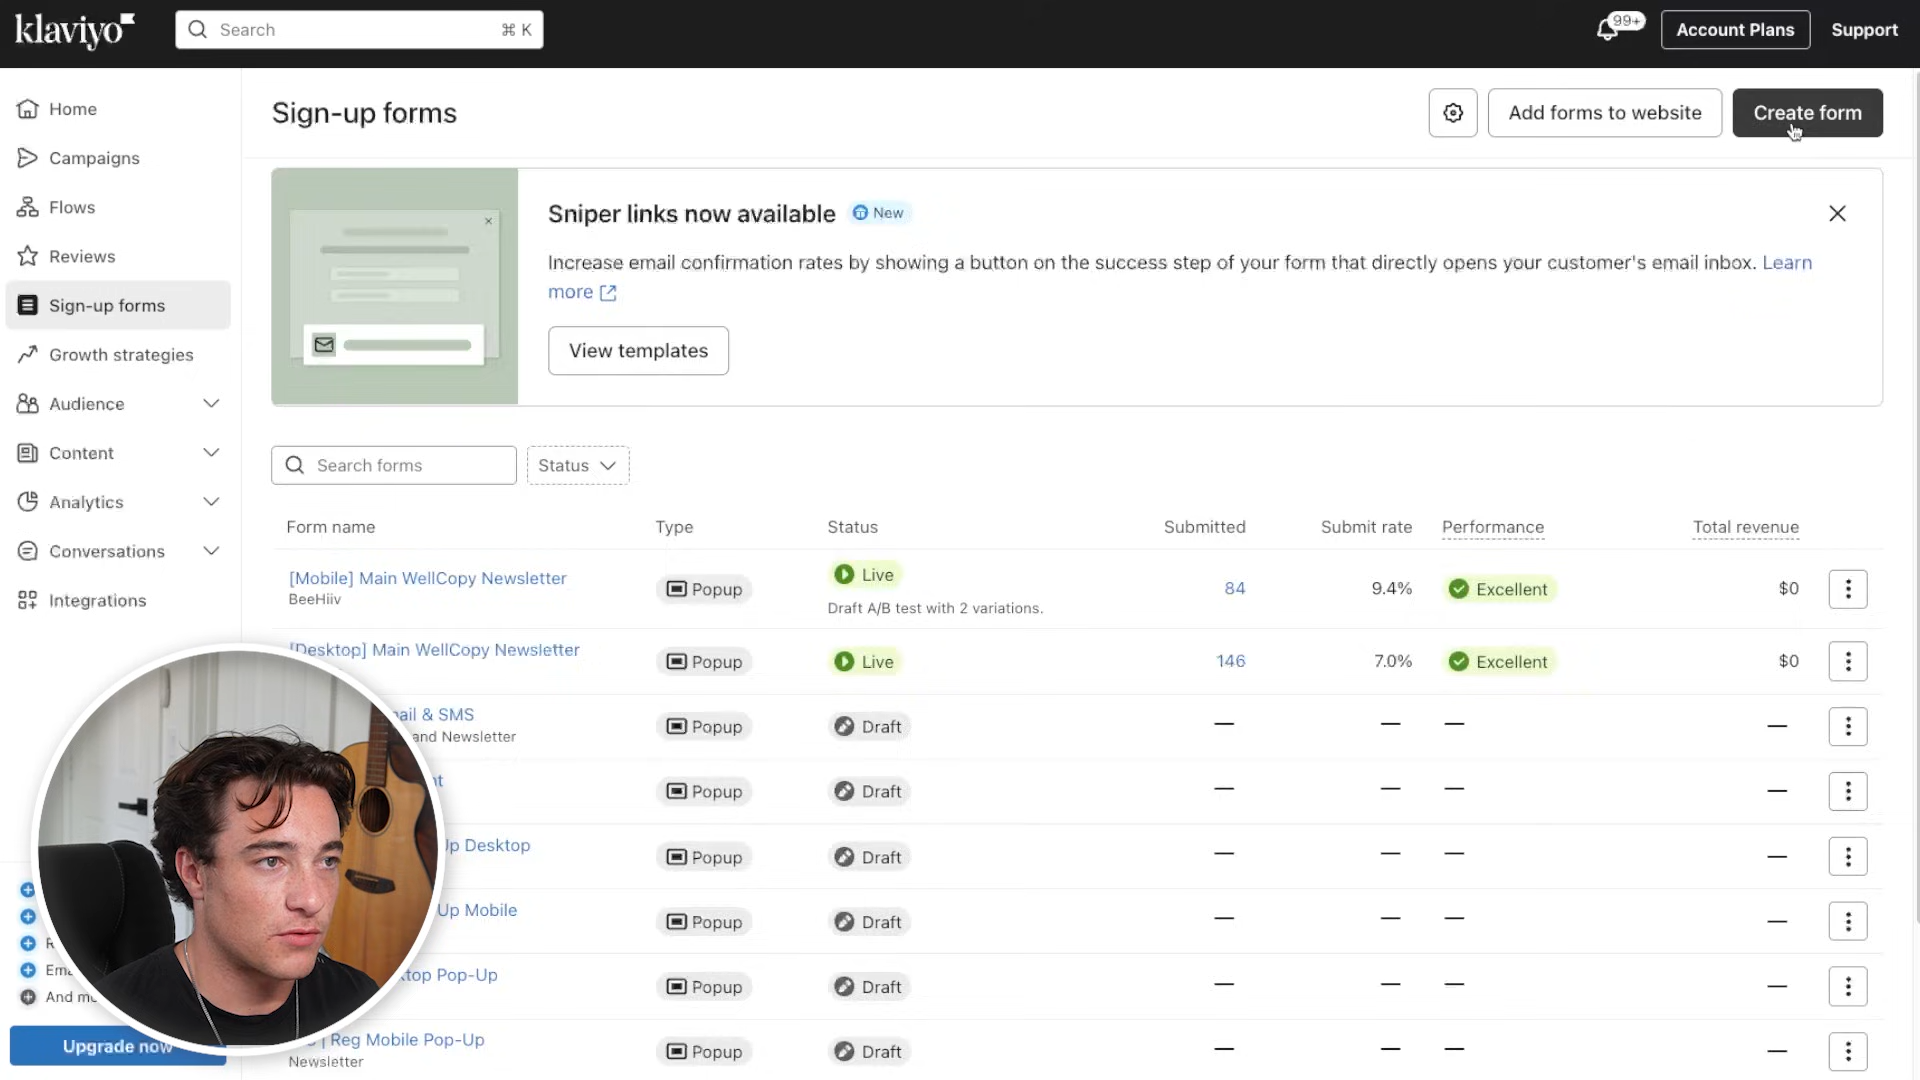 klaviyo
Search
⌘ K
99+
Account Plans
Support
Home
Campaigns
Flows
Reviews
Sign-up forms
Growth strategies
Audience
Content
Analytics
Conversations
Integrations
Upgrade now
Sign-up forms
Add forms to website
Create form
Sniper links now available
New
Increase email confirmation rates by showing a button on the success step of your form that directly opens your customer's email inbox. Learn
more
View templates
Search forms
Status
Form name Type Status Submitted Submit rate Performance Total revenue
[Mobile] Main WellCopy Newsletter
BeeHiiv
Popup
Live
Draft A/B test with 2 variations.
84
9.4%
Excellent
$0
[Desktop] Main WellCopy Newsletter
Popup
Live
146
7.0%
Excellent
$0
& SMS
and Newsletter
Popup
Draft
— — — —
Popup
Draft
— — — —
Desktop
Popup
Draft
— — — —
Up Mobile
Popup
Draft
— — — —
Pop-Up
Popup
Draft
— — — —
| Reg Mobile Pop-Up
Newsletter
Popup
Draft
— — — —